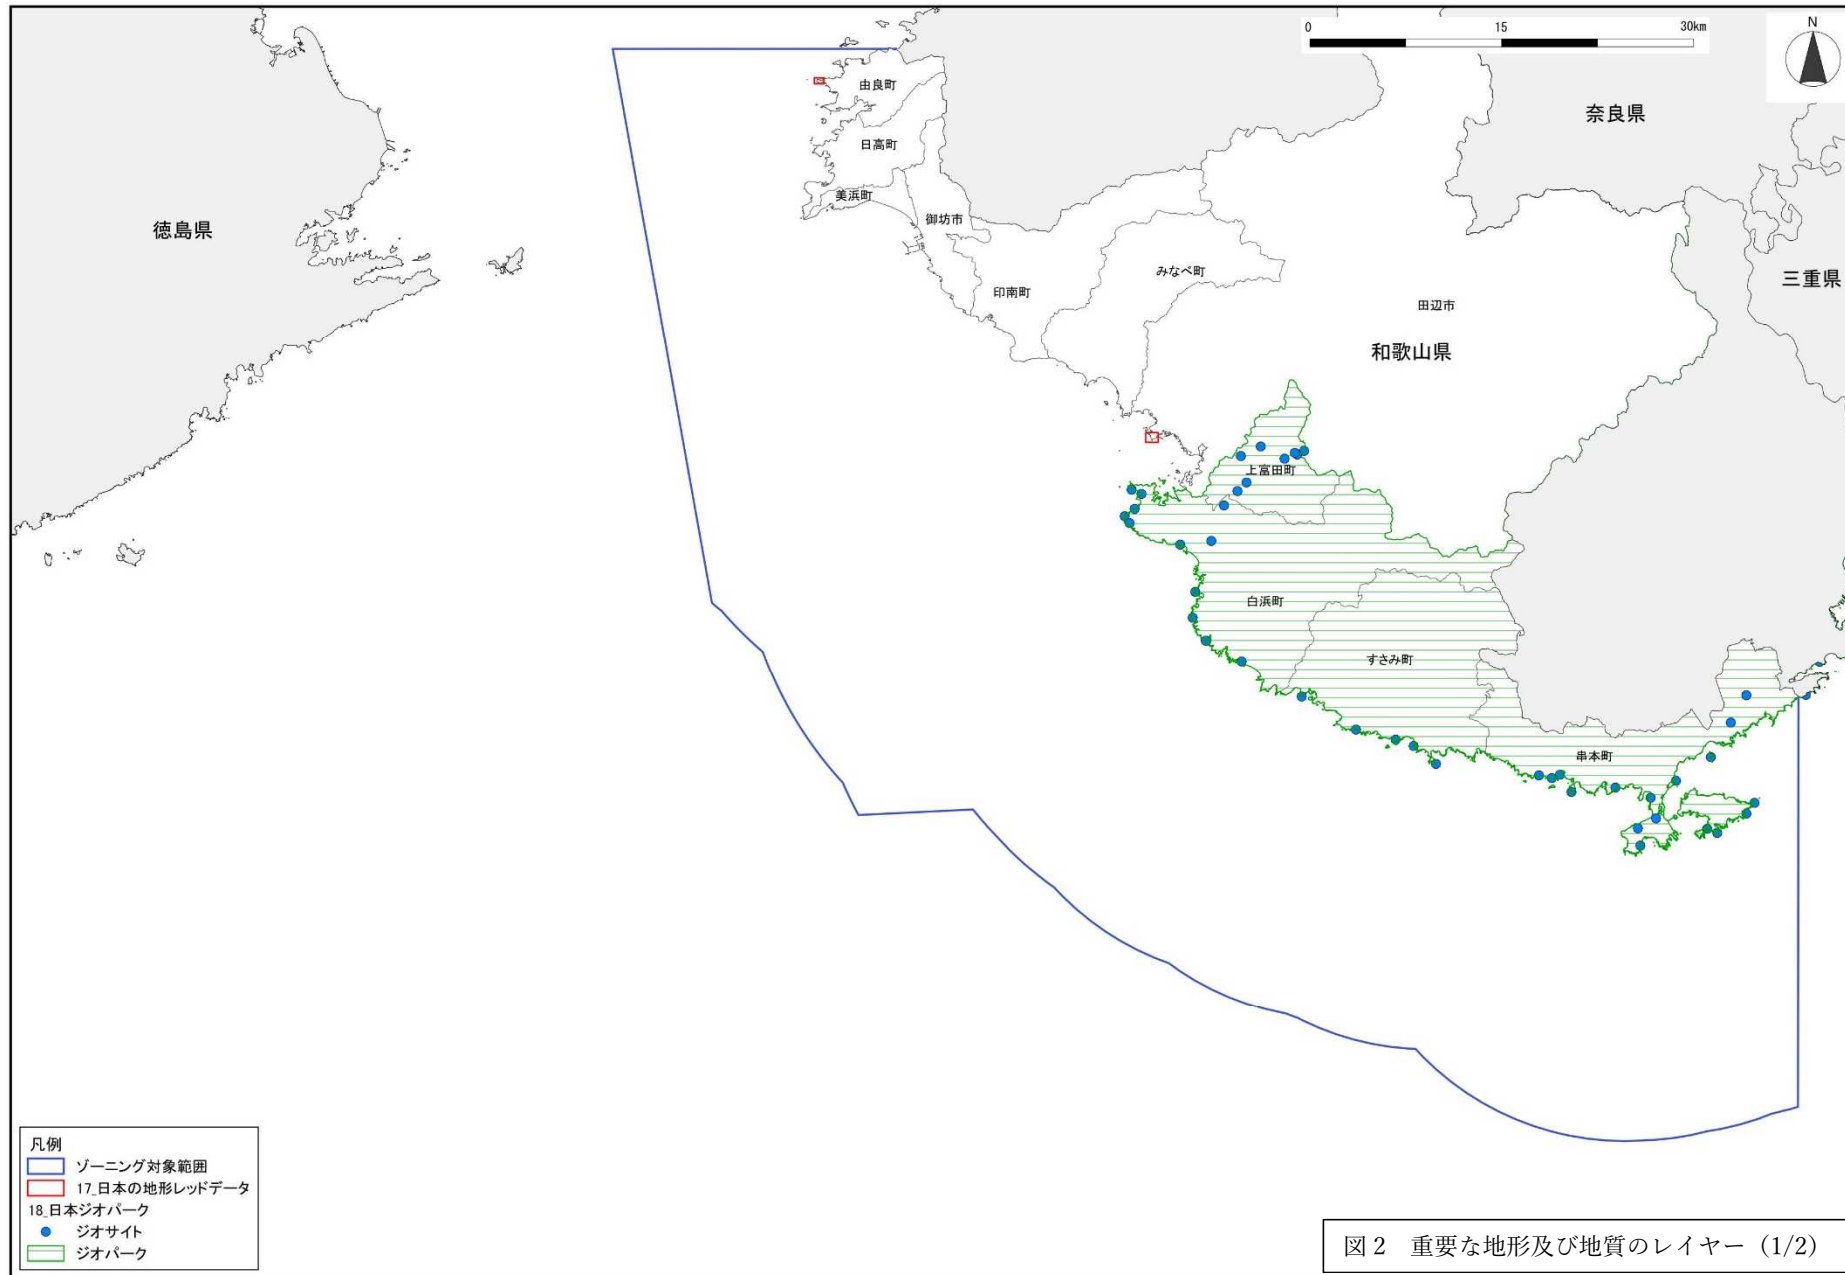 0 15 30km
N
奈良県
由良町
日高町
美浜町
徳島県
御坊市
みなべ町
三重県
印南町
田辺市
和歌山県
上富田町
白浜町
すさみ町
串本町
凡例
ゾーニング対象範囲
17_日本の地形レッドデータ
18_日本ジオパーク
ジオサイト
ジオパーク
図2 重要な地形及び地質のレイヤー(1/2)